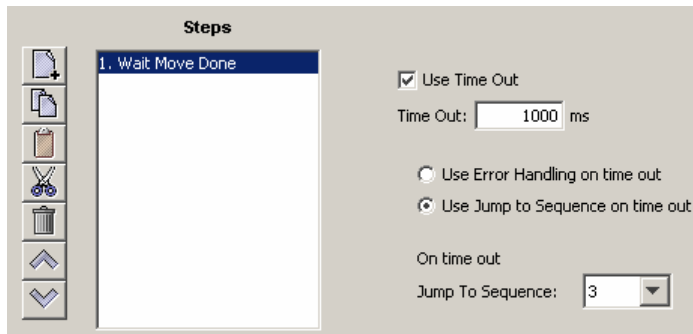 Steps
1. Wait Move Done
Use Time Out
Time Out: 1000 ms
Use Error Handling on time out
Use Jump to Sequence on time out
On time out
Jump To Sequence: 3